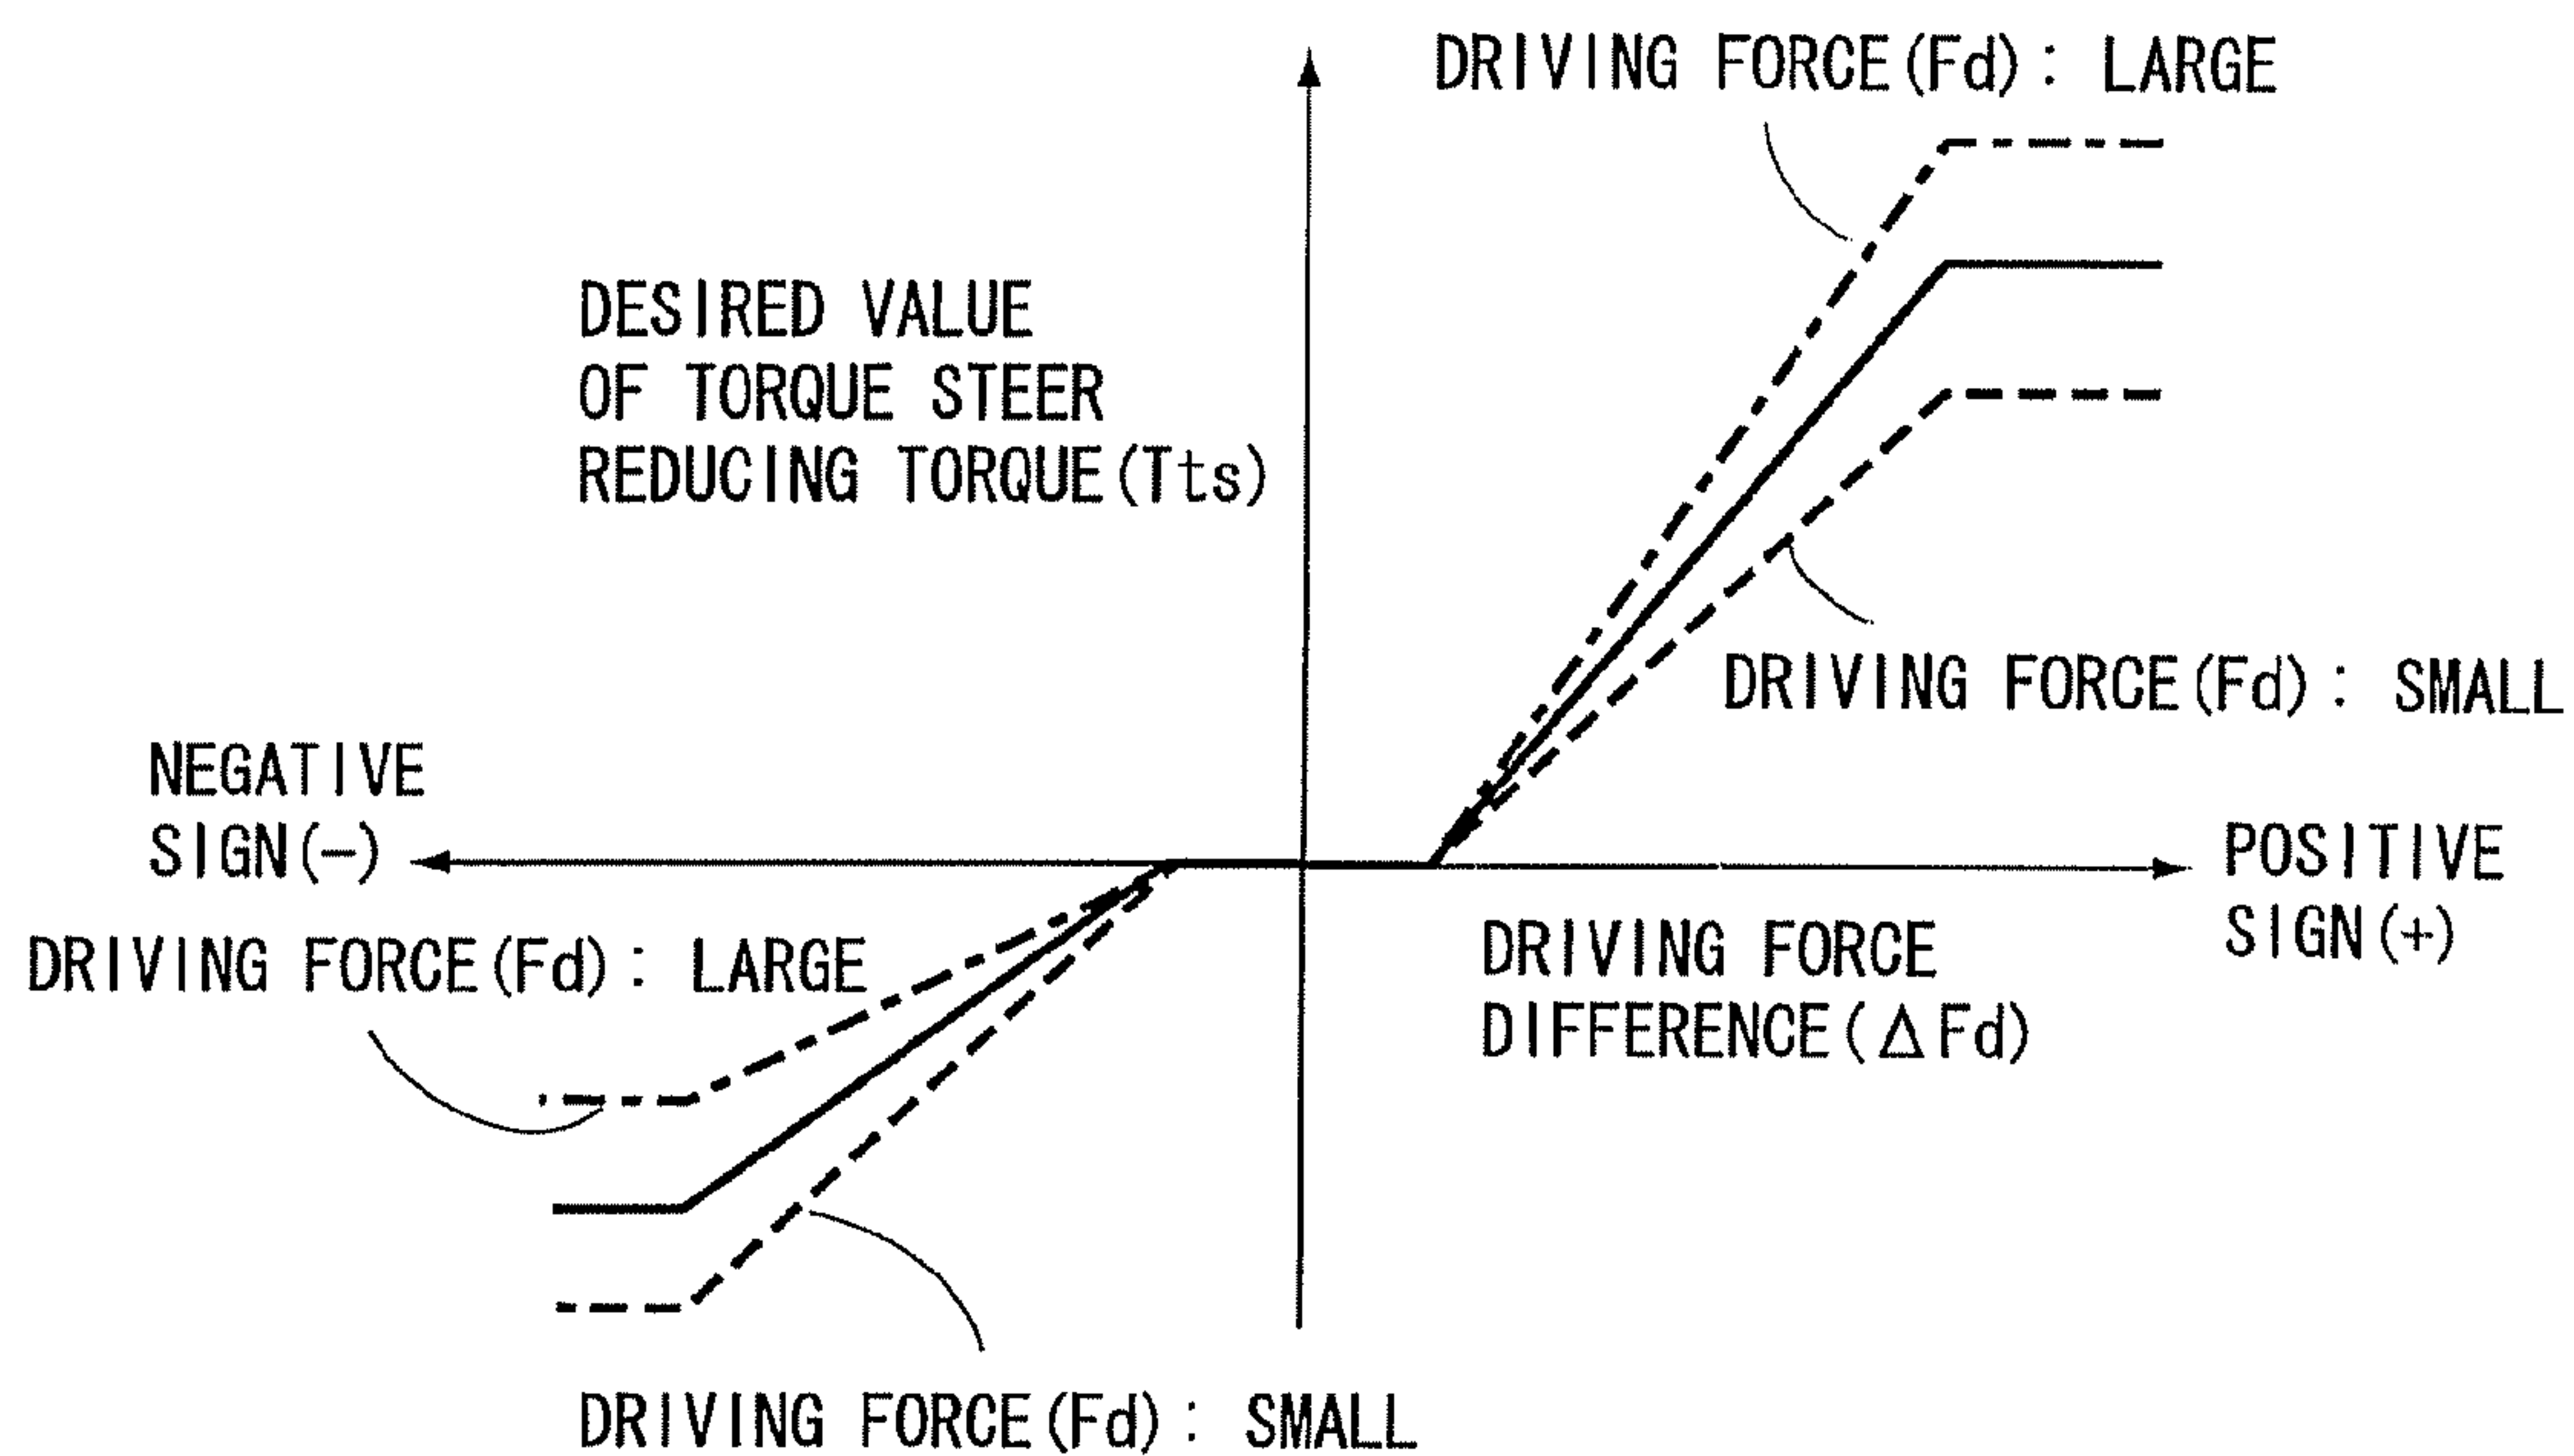 DRIVING FORCE(Fd): LARGE
DESIRED VALUE
OF TORQUE STEER
REDUCING TORQUE(Tts)
DRIVING FORCE(Fd): SMALL
NEGATIVE
SIGN(-)
POSITIVE
SIGN(+)
DRIVING FORCE(Fd): LARGE
DRIVING FORCE
DIFFERENCE(ΔFd)
DRIVING FORCE(Fd): SMALL